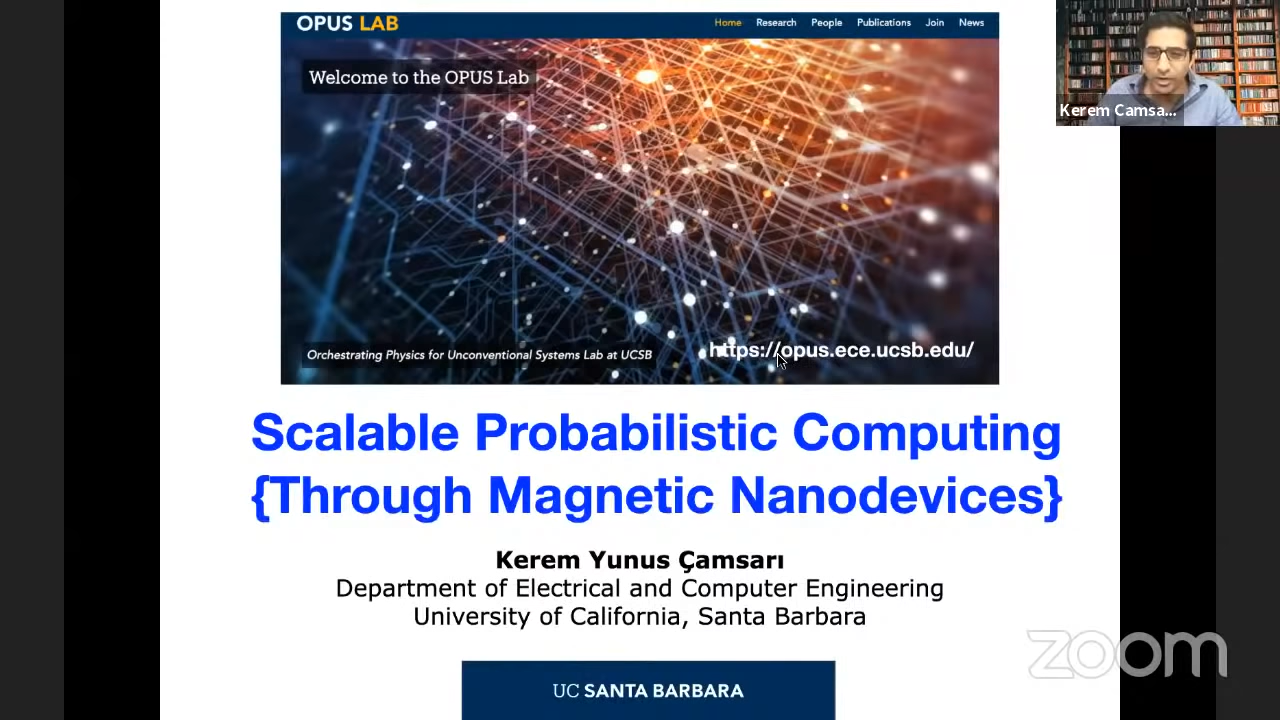 OPUS LAB
Home Research People Publications Join News
Welcome to the OPUS Lab
Kerem Camsa...
Orchestrating Physics for Unconventional Systems Lab at UCSB
https://opus.ece.ucsb.edu/
Scalable Probabilistic Computing
{Through Magnetic Nanodevices}
Kerem Yunus Çamsarı
Department of Electrical and Computer Engineering
University of California, Santa Barbara
zoom
UC SANTA BARBARA